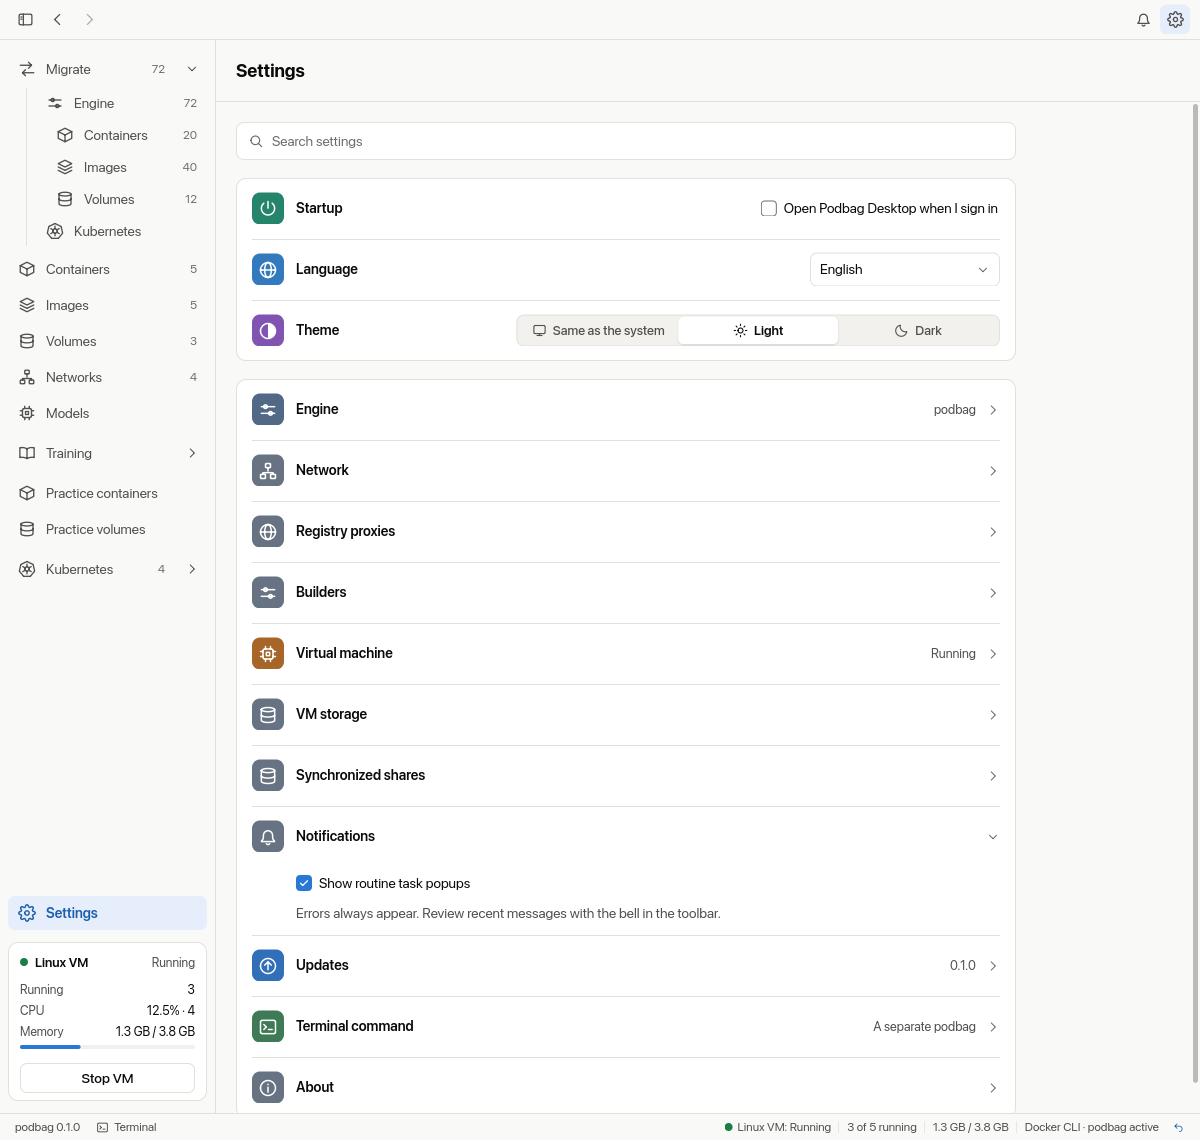 Migrate 72
Engine 72
Containers 20
Images 40
Volumes 12
Kubernetes
Containers 5
Images 5
Volumes 3
Networks 4
Models
Training
Practice containers
Practice volumes
Kubernetes 4
Settings
Linux VM Running
Running 3
CPU 12.5% · 4
Memory 1.3 GB / 3.8 GB
Stop VM
Settings
Search settings
Startup Open Podbag Desktop when I sign in
Language English
Theme Same as the system Light Dark
Engine podbag
Network
Registry proxies
Builders
Virtual machine Running
VM storage
Synchronized shares
Notifications
Show routine task popups
Errors always appear. Review recent messages with the bell in the toolbar.
Updates 0.1.0
Terminal command A separate podbag
About
podbag 0.1.0 Terminal Linux VM: Running 3 of 5 running 1.3 GB / 3.8 GB Docker CLI · podbag active